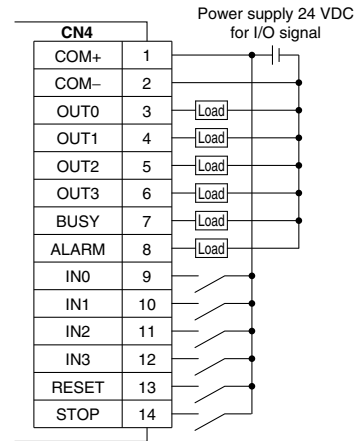 Power supply 24 VDC
for I/O signal
CN4
COM+ 1
COM− 2
OUT0 3 Load
OUT1 4 Load
OUT2 5 Load
OUT3 6 Load
BUSY 7 Load
ALARM 8 Load
IN0 9
IN1 10
IN2 11
IN3 12
RESET 13
STOP 14